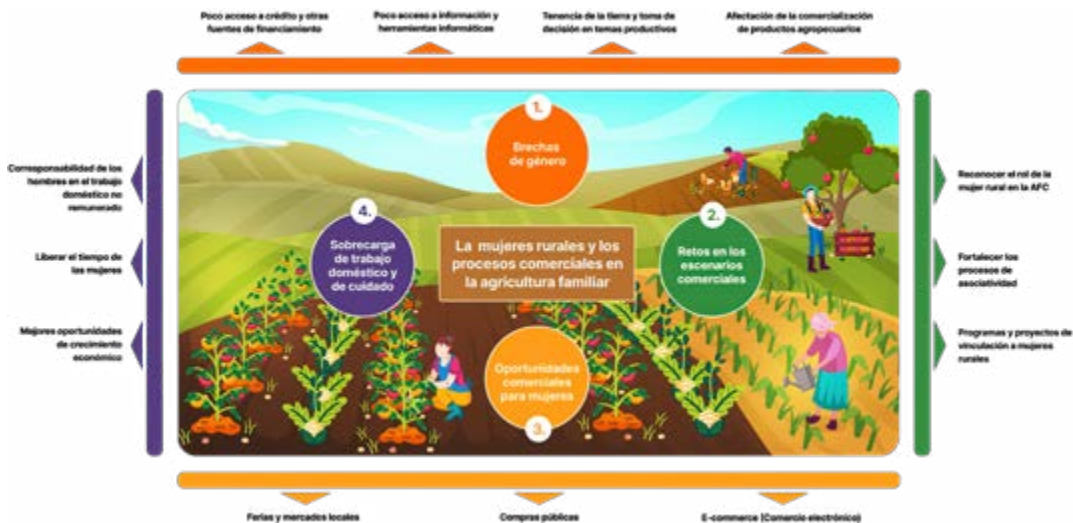 Poco acceso a crédito y otras
fuentes de financiamiento
Poco acceso a información y
herramientas informáticas
Tenencia de la tierra y toma de
decisión en temas productivos
Afectación de la comercialización
de productos agropecuarios
1.
Brechas
de género
Corresponsabilidad de los
hombres en el trabajo
doméstico no
remunerado
Liberar el tiempo de
las mujeres
Mejores oportunidades
de crecimiento
económico
4.
Sobrecarga
de trabajo
doméstico y
de cuidado
La mujeres rurales y los
procesos comerciales en
la agricultura familiar
2.
Retos en los
escenarios
comerciales
Reconocer el rol de la
mujer rural en la AFC
Fortalecer los
procesos de
asociatividad
Programas y proyectos de
vinculación a mujeres
rurales
Oportunidades
comerciales
para mujeres
3.
Ferias y mercados locales
Compras públicas
E-commerce (Comercio electrónico)